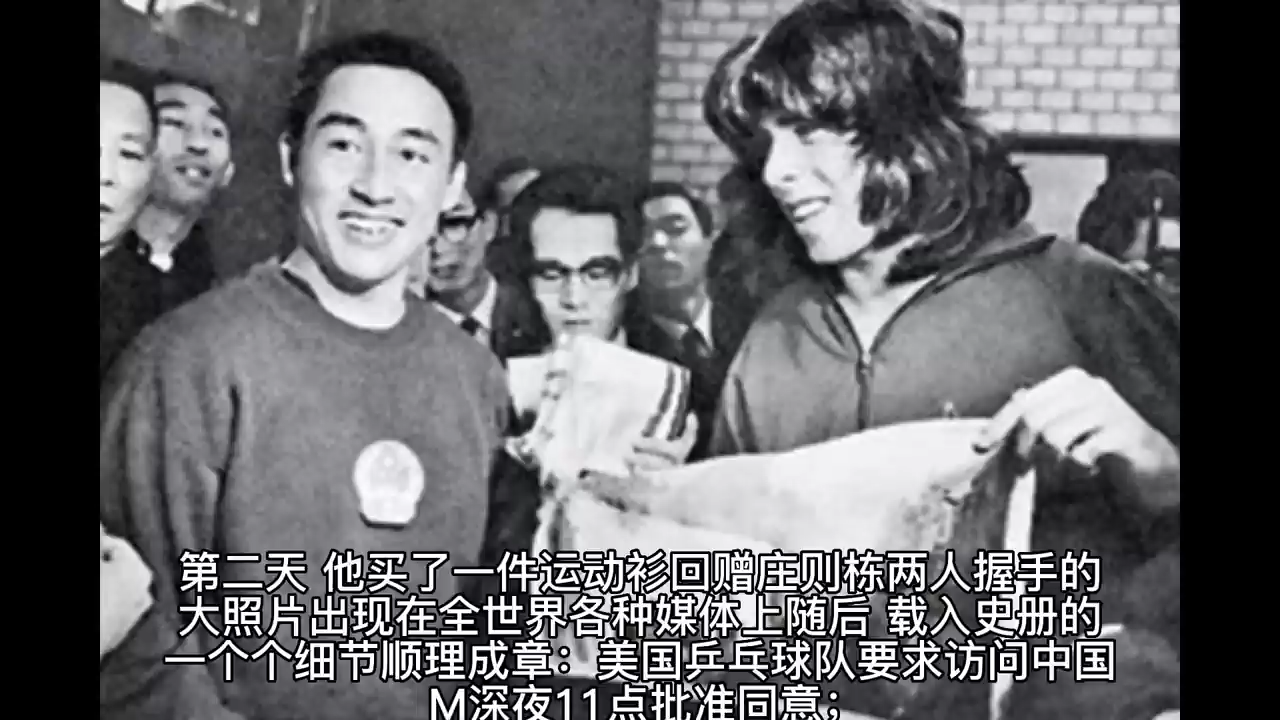 第二天 他买了一件运动衫回赠庄则栋两人握手的
大照片出现在全世界各种媒体上随后 载入史册的
一个个细节顺理成章：美国乒乓球队要求访问中国
M深夜11点批准同意；